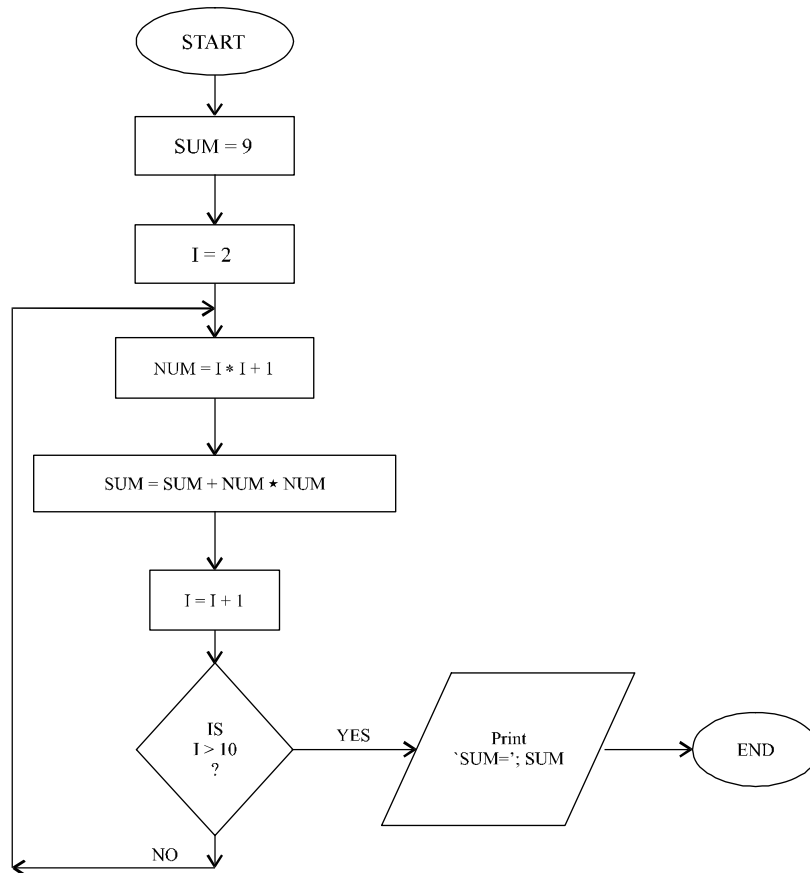 START
SUM = 9
I = 2
NUM = I * I + 1
SUM = SUM + NUM ⋆ NUM
I = I + 1
IS
I > 10
?
YES
NO
Print
`SUM='; SUM
END